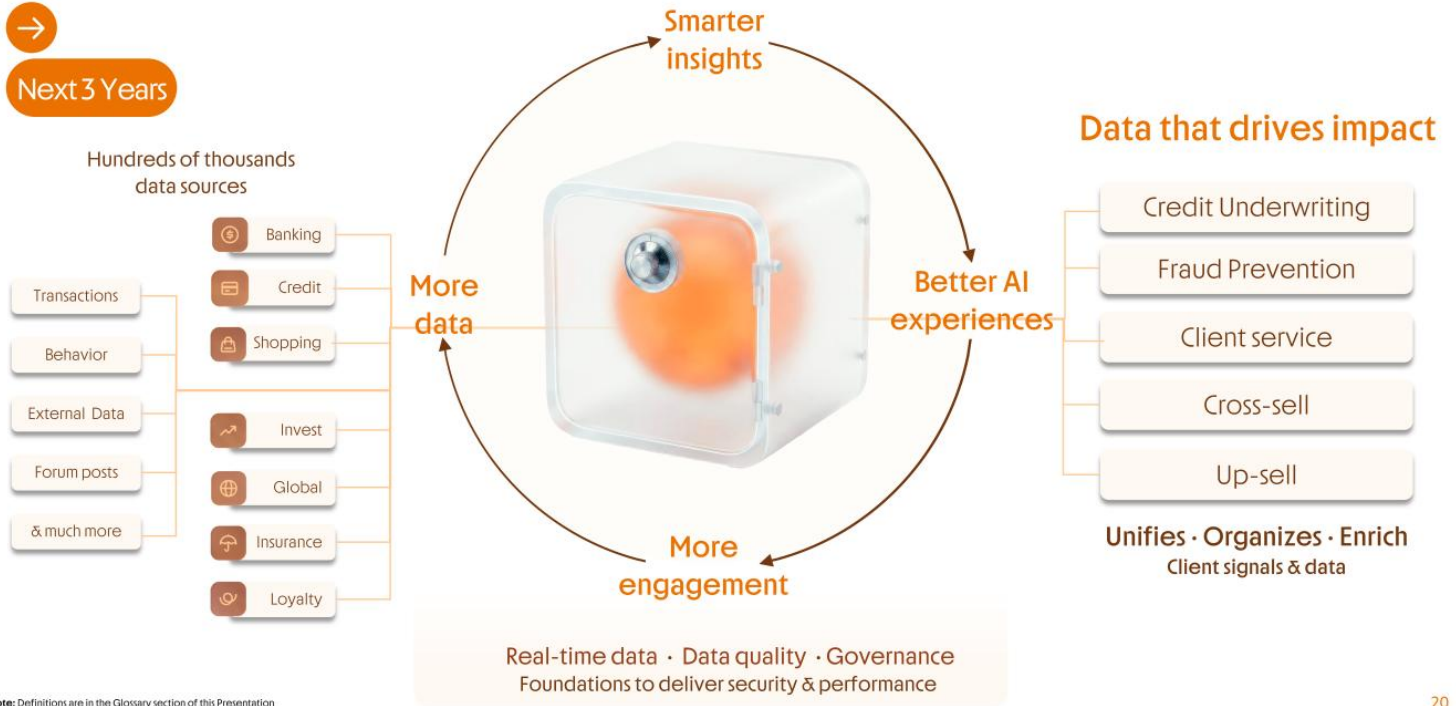 Next 3 Years
Hundreds of thousands
data sources
Transactions
Behavior
External Data
Forum posts
& much more
Banking
Credit
Shopping
Invest
Global
Insurance
Loyalty
Smarter
insights
More
data
Better AI
experiences
More
engagement
Real-time data · Data quality · Governance
Foundations to deliver security & performance
Data that drives impact
Credit Underwriting
Fraud Prevention
Client service
Cross-sell
Up-sell
Unifies · Organizes · Enrich
Client signals & data
ote: Definitions are in the Glossary section of this Presentation
20